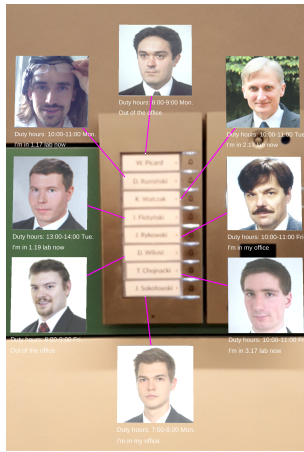 Duty hours: 8:00-9:00 Mon.
Out of the office
Duty hours: 10:00-11:00 Mon.
I'm in 1.17 lab now
Duty hours: 10:00-11:00 Tue
I'm in 2.17 lab now
W. Picard
D. Rumiński
K. Walczak
J. Flotyński
J. Rykowski
D. Wilusz
T. Chojnacki
J. Sokołowski
Duty hours: 13:00-14:00 Tue.
I'm in 1.19 lab now
Duty hours: 10:00-11:00 Fri
I'm in my office
Duty hours: 8:00-9:00 Fri.
Out of the office
Duty hours: 10:00-11:00 Fri
I'm in 3.17 lab now
Duty hours: 7:00-8:00 Mon.
I'm in my office